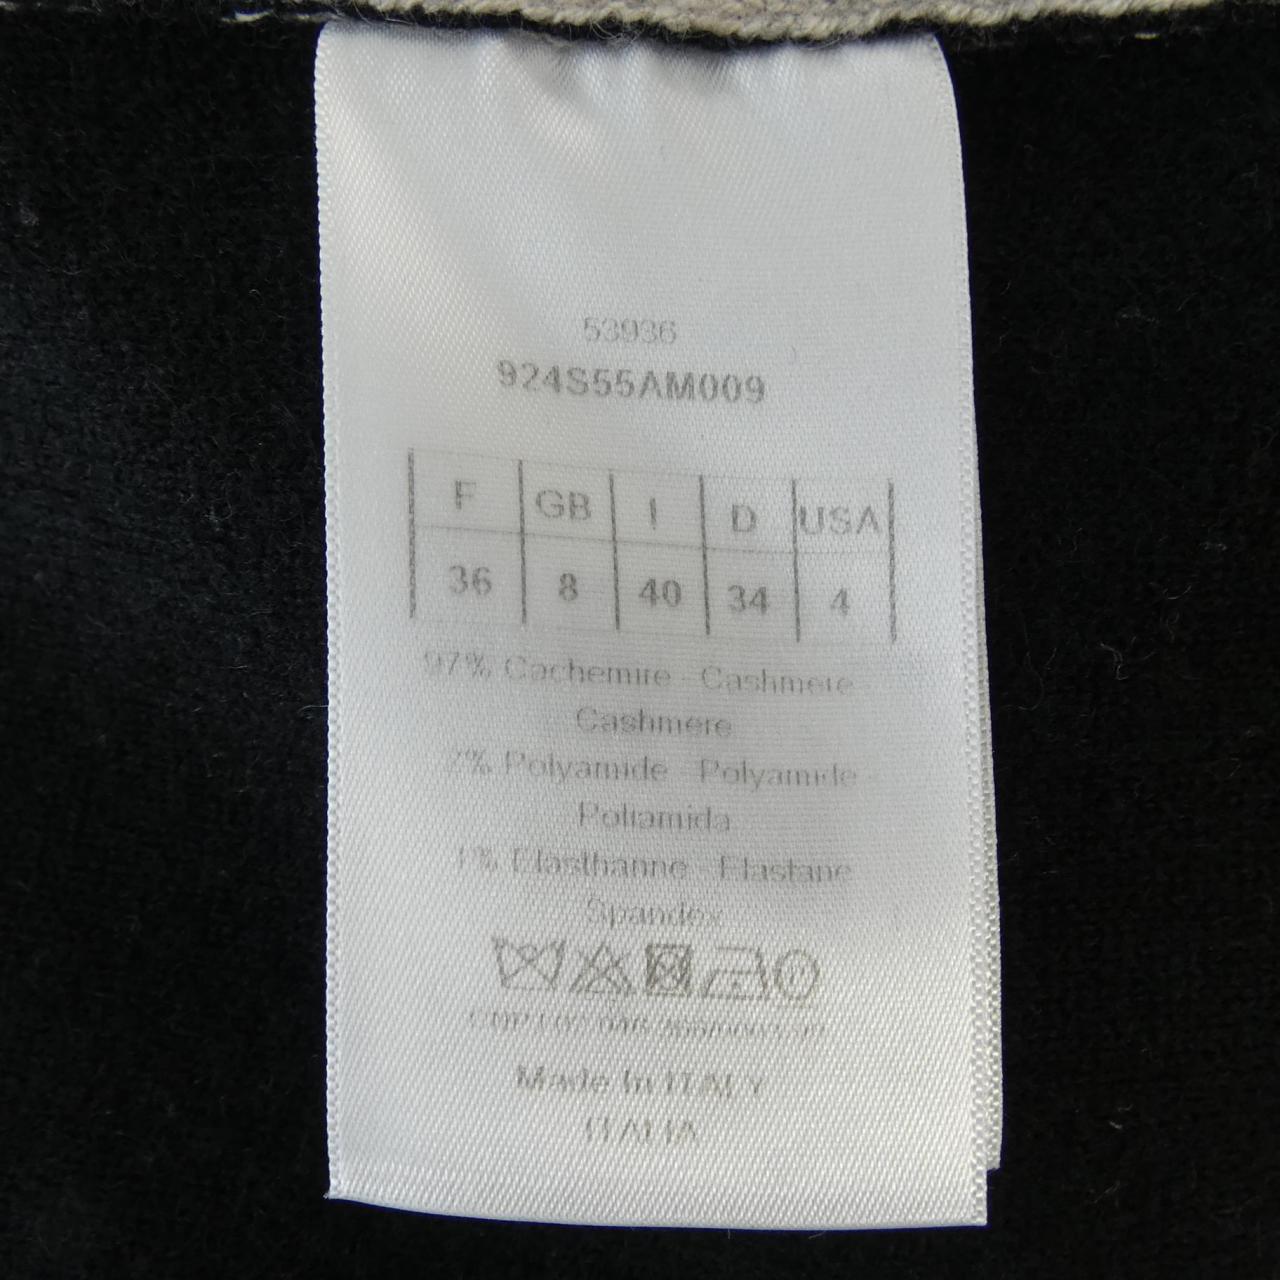 53936
924S55AM009
F GB I D USA
36 8 40 34 4
97% Cachemire - Cashmere -
Cashmere
2% Polyamide - Polyamide -
Poliamida
1% Elasthanne - Elastane
Spandex
Made In ITALY
ITALIA